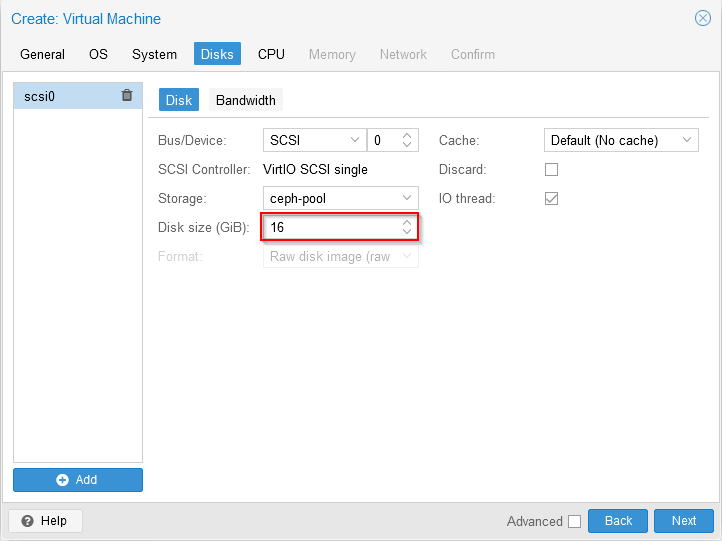 Create: Virtual Machine
General OS System Disks CPU Memory Network Confirm
scsi0
Disk Bandwidth
Bus/Device: SCSI 0 Cache: Default (No cache)
SCSI Controller: VirtIO SCSI single Discard:
Storage: ceph-pool IO thread:
Disk size (GiB): 16
Format: Raw disk image (raw
Add
Help Advanced Back Next